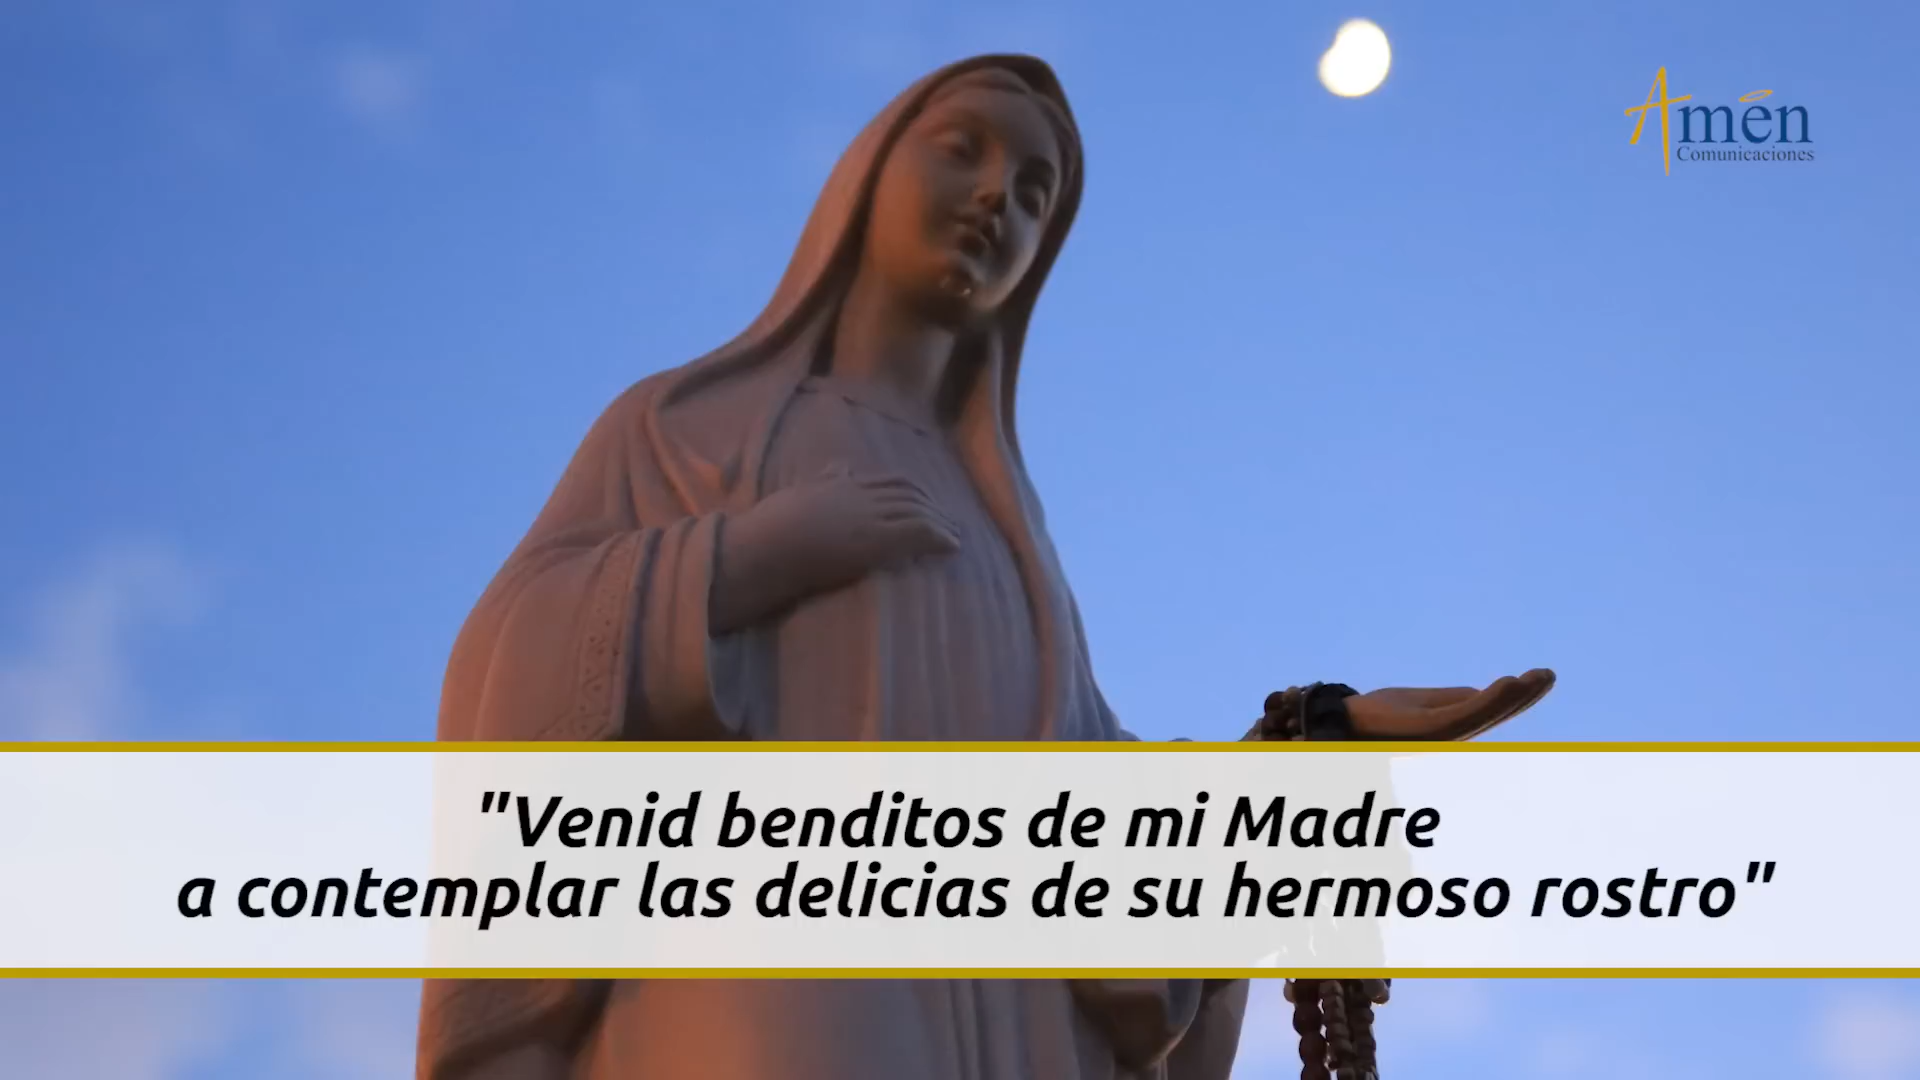 Amén
Comunicaciones
"Venid benditos de mi Madre
a contemplar las delicias de su hermoso rostro"